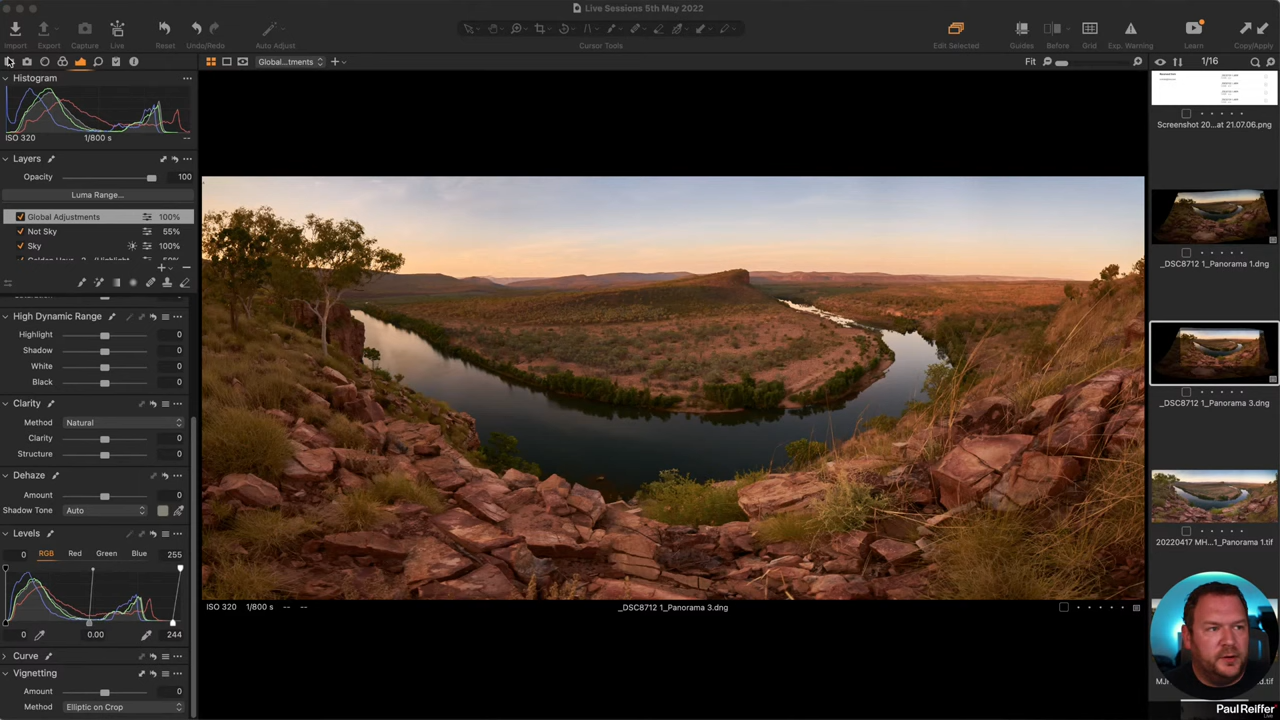 Live Sessions 5th May 2022
Import Export Capture Live Reset Undo/Redo Auto Adjust Cursor Tools Edit Selected Guides Before Grid Exp. Warning Learn Copy/Apply
Global...tments
Fit
1/16
Histogram
ISO 320 1/800 s --
Layers
Opacity 100
Luma Range...
Global Adjustments 100%
Not Sky 55%
Sky 100%
High Dynamic Range
Highlight 0
Shadow 0
White 0
Black 0
Clarity
Method Natural
Clarity 0
Structure 0
Dehaze
Amount 0
Shadow Tone Auto
Levels
0 RGB Red Green Blue 255
0 0.00 244
Curve
Vignetting
Amount 0
Method Elliptic on Crop
ISO 320 1/800 s -- --
_DSC8712 1_Panorama 3.dng
Screenshot 20...at 21.07.06.png
_DSC8712 1_Panorama 1.dng
_DSC8712 1_Panorama 3.dng
20220417 MH...1_Panorama 1.tif
PaulReiffer
Live